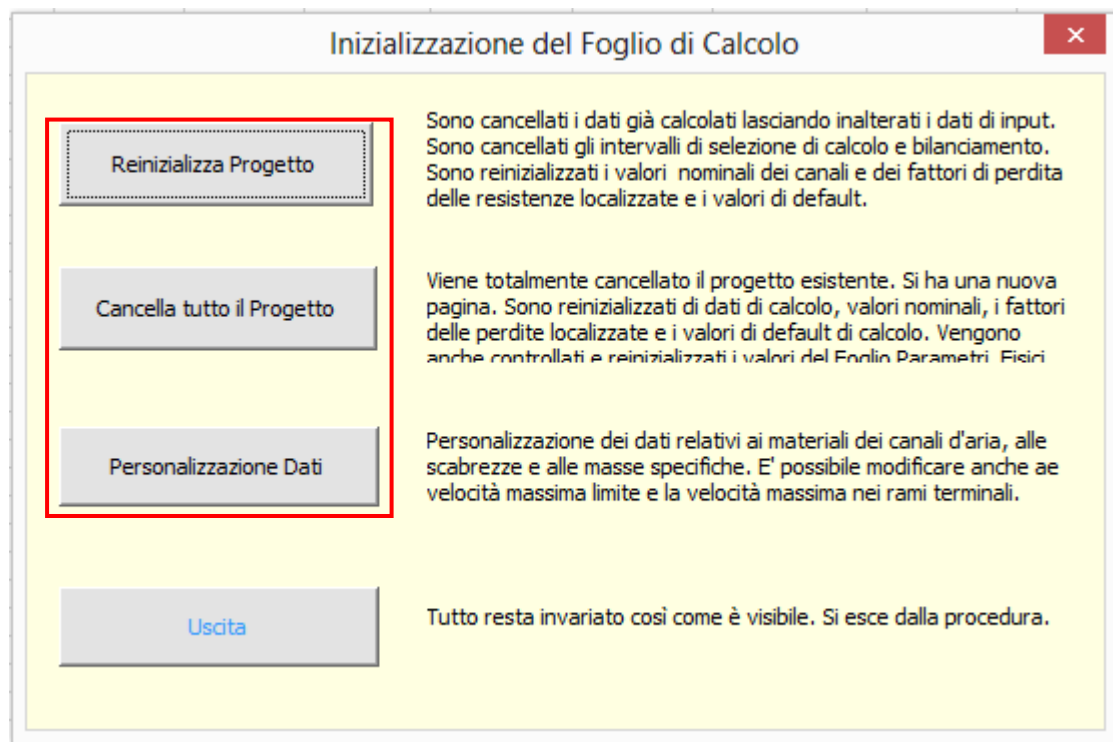 Inizializzazione del Foglio di Calcolo
Reinizializza Progetto
Sono cancellati i dati già calcolati lasciando inalterati i dati di input.
Sono cancellati gli intervalli di selezione di calcolo e bilanciamento.
Sono reinizializzati i valori nominali dei canali e dei fattori di perdita
delle resistenze localizzate e i valori di default.
Cancella tutto il Progetto
Viene totalmente cancellato il progetto esistente. Si ha una nuova
pagina. Sono reinizializzati di dati di calcolo, valori nominali, i fattori
delle perdite localizzate e i valori di default di calcolo. Vengono
anche controllati e reinizializzati i valori del Foglio Parametri_Fisici
Personalizzazione Dati
Personalizzazione dei dati relativi ai materiali dei canali d'aria, alle
scabrezze e alle masse specifiche. E' possibile modificare anche ae
velocità massima limite e la velocità massima nei rami terminali.
Uscita
Tutto resta invariato così come è visibile. Si esce dalla procedura.